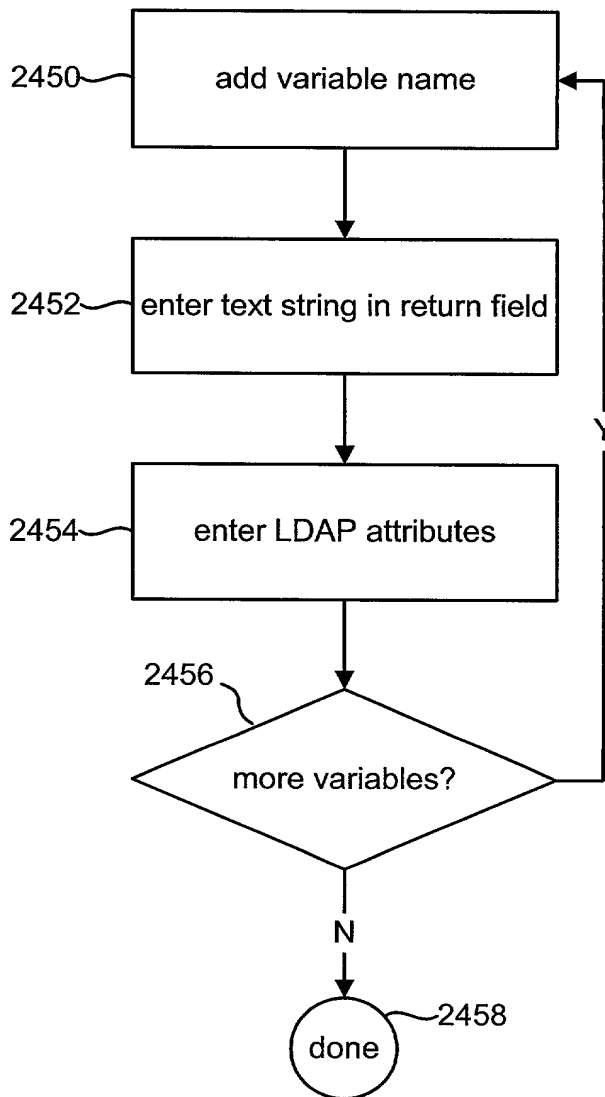 2450
add variable name
2452
enter text string in return field
Y
2454
enter LDAP attributes
2456
more variables?
N
2458
done